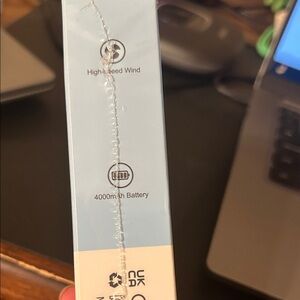 High-speed Wind
4000mAh Battery
UK
CA